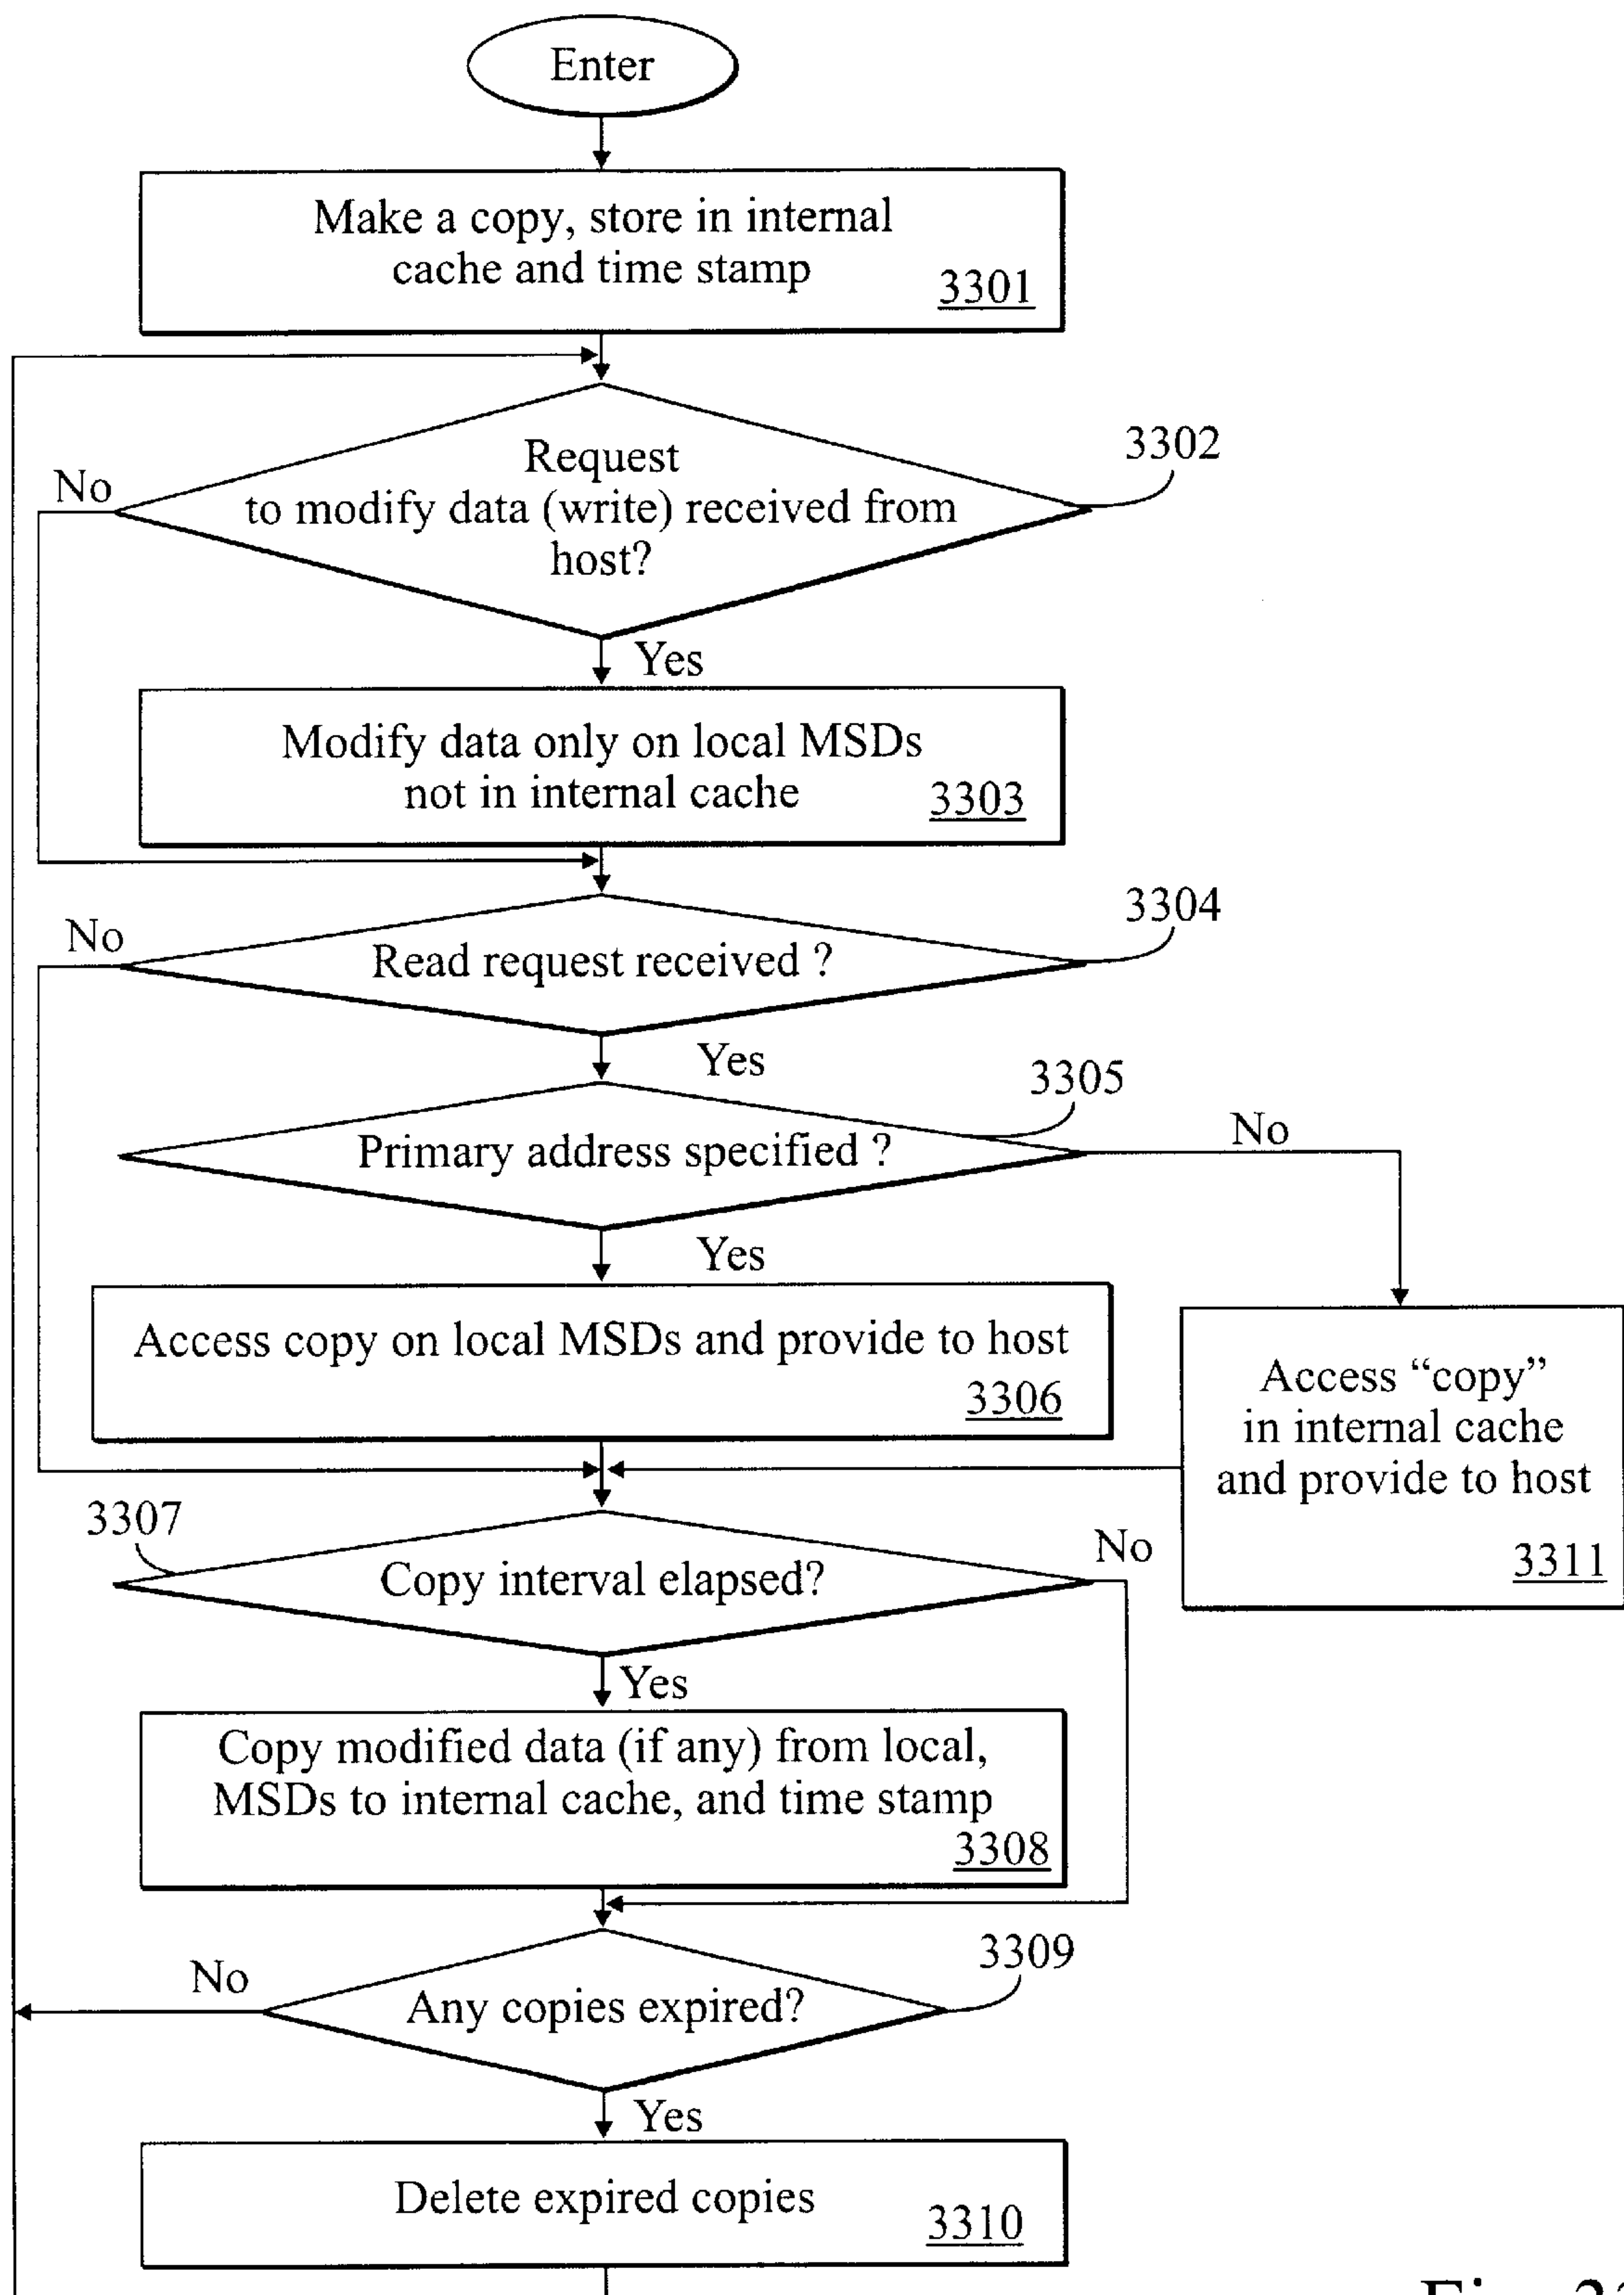 Enter
Make a copy, store in internal
cache and time stamp
3301
3302
Request
to modify data (write) received from
host?
No
Yes
Modify data only on local MSDs
not in internal cache
3303
3304
No
Read request received ?
Yes
3305
Primary address specified ?
No
Yes
Access copy on local MSDs and provide to host
3306
Access “copy”
in internal cache
and provide to host
3311
3307
Copy interval elapsed?
No
Yes
Copy modified data (if any) from local,
MSDs to internal cache, and time stamp
3308
3309
No
Any copies expired?
Yes
Delete expired copies
3310